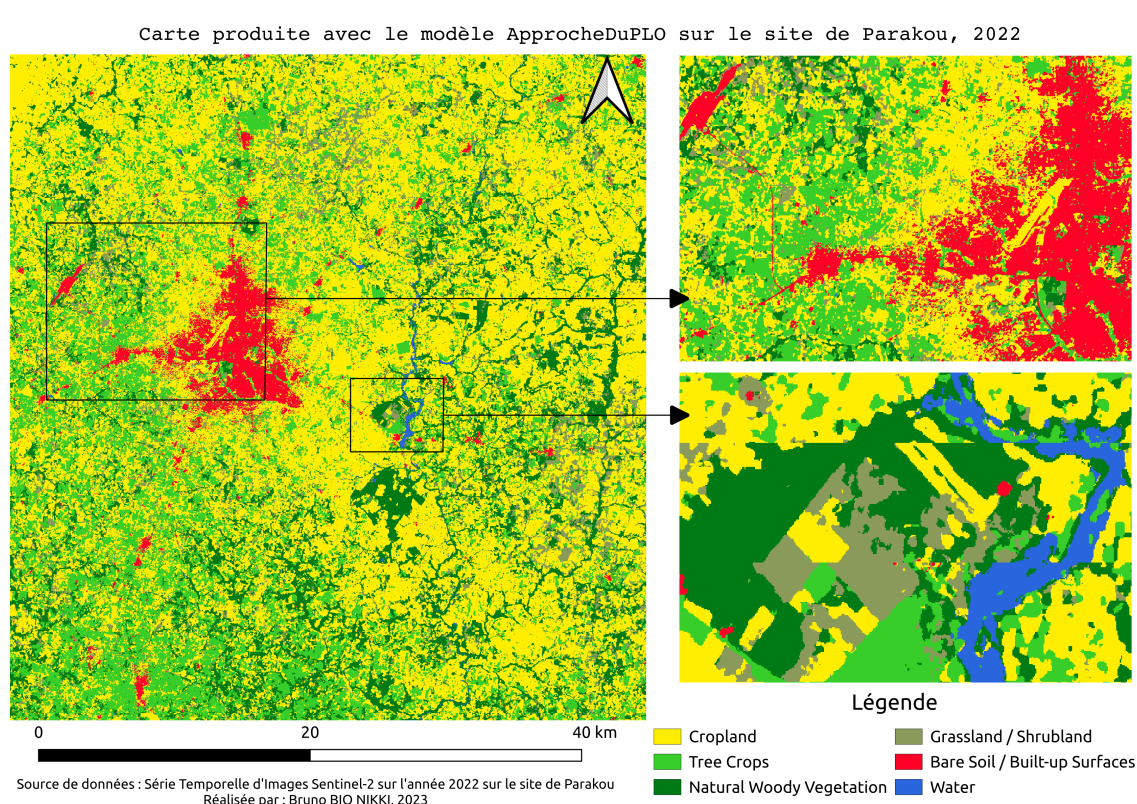 Carte produite avec le modèle ApprocheDuPLO sur le site de Parakou, 2022
0 20 40 km
Source de données : Série Temporelle d'Images Sentinel-2 sur l'année 2022 sur le site de Parakou
Réalisée par : Bruno BIO NIKKI, 2023
Légende
Cropland
Tree Crops
Natural Woody Vegetation
Grassland / Shrubland
Bare Soil / Built-up Surfaces
Water